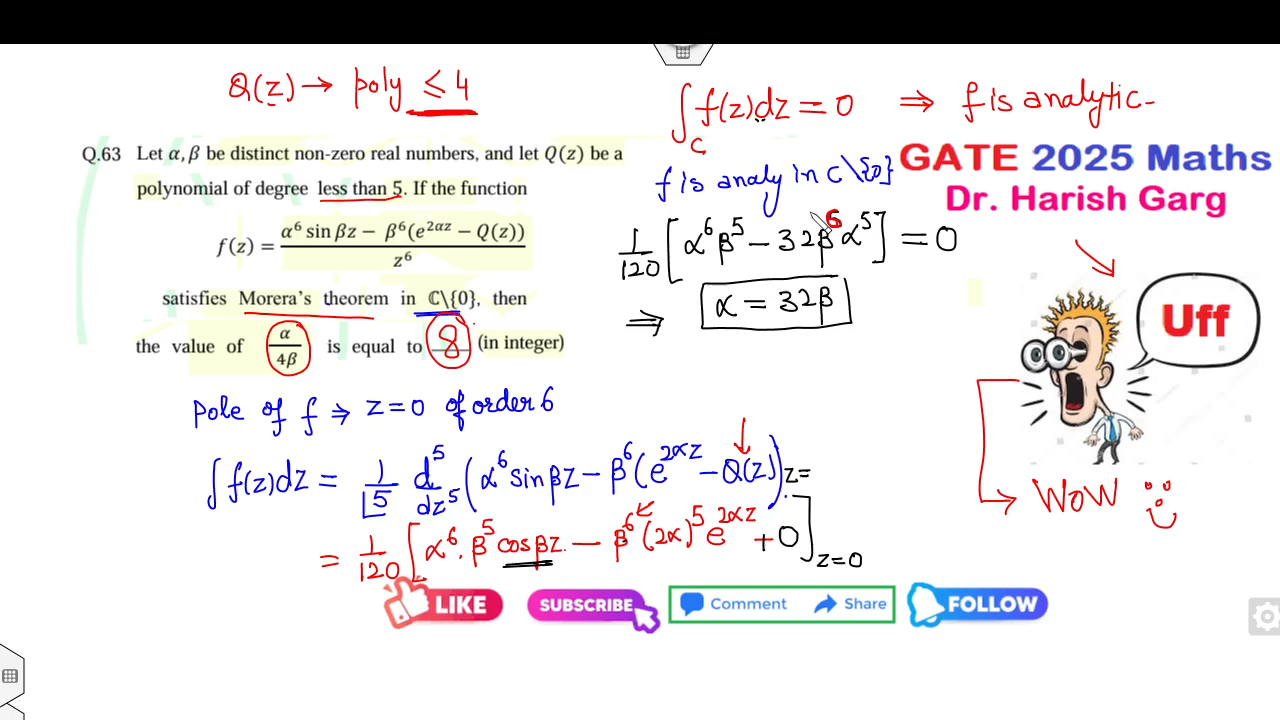 Q(z) → poly ≤ 4
∫_C f(z)dz = 0 ⇒ f is analytic-
Q.63 Let α, β be distinct non-zero real numbers, and let Q(z) be a
polynomial of degree less than 5. If the function
f(z) = (α⁶ sin βz − β⁶(e^{2αz} − Q(z))) / z⁶
satisfies Morera's theorem in ℂ\{0}, then
the value of α/4β is equal to 8 (in integer)
f is analy in C\{0}
1/120 [α⁶β⁵ − 32β⁶α⁵] = 0
⇒ α = 32β
GATE 2025 Maths
Dr. Harish Garg
Uff
Pole of f ⇒ z=0 of order 6
∫ f(z)dz = 1/⌊5 d⁵/dz⁵ (α⁶ sinβz − β⁶(e^{2αz} − Q(z)) z=
= 1/120 [α⁶. β⁵ cosβz. − β⁶ (2α)⁵ e^{2αz} + 0]_{z=0}
WOW
LIKE
SUBSCRIBE
Comment
Share
FOLLOW